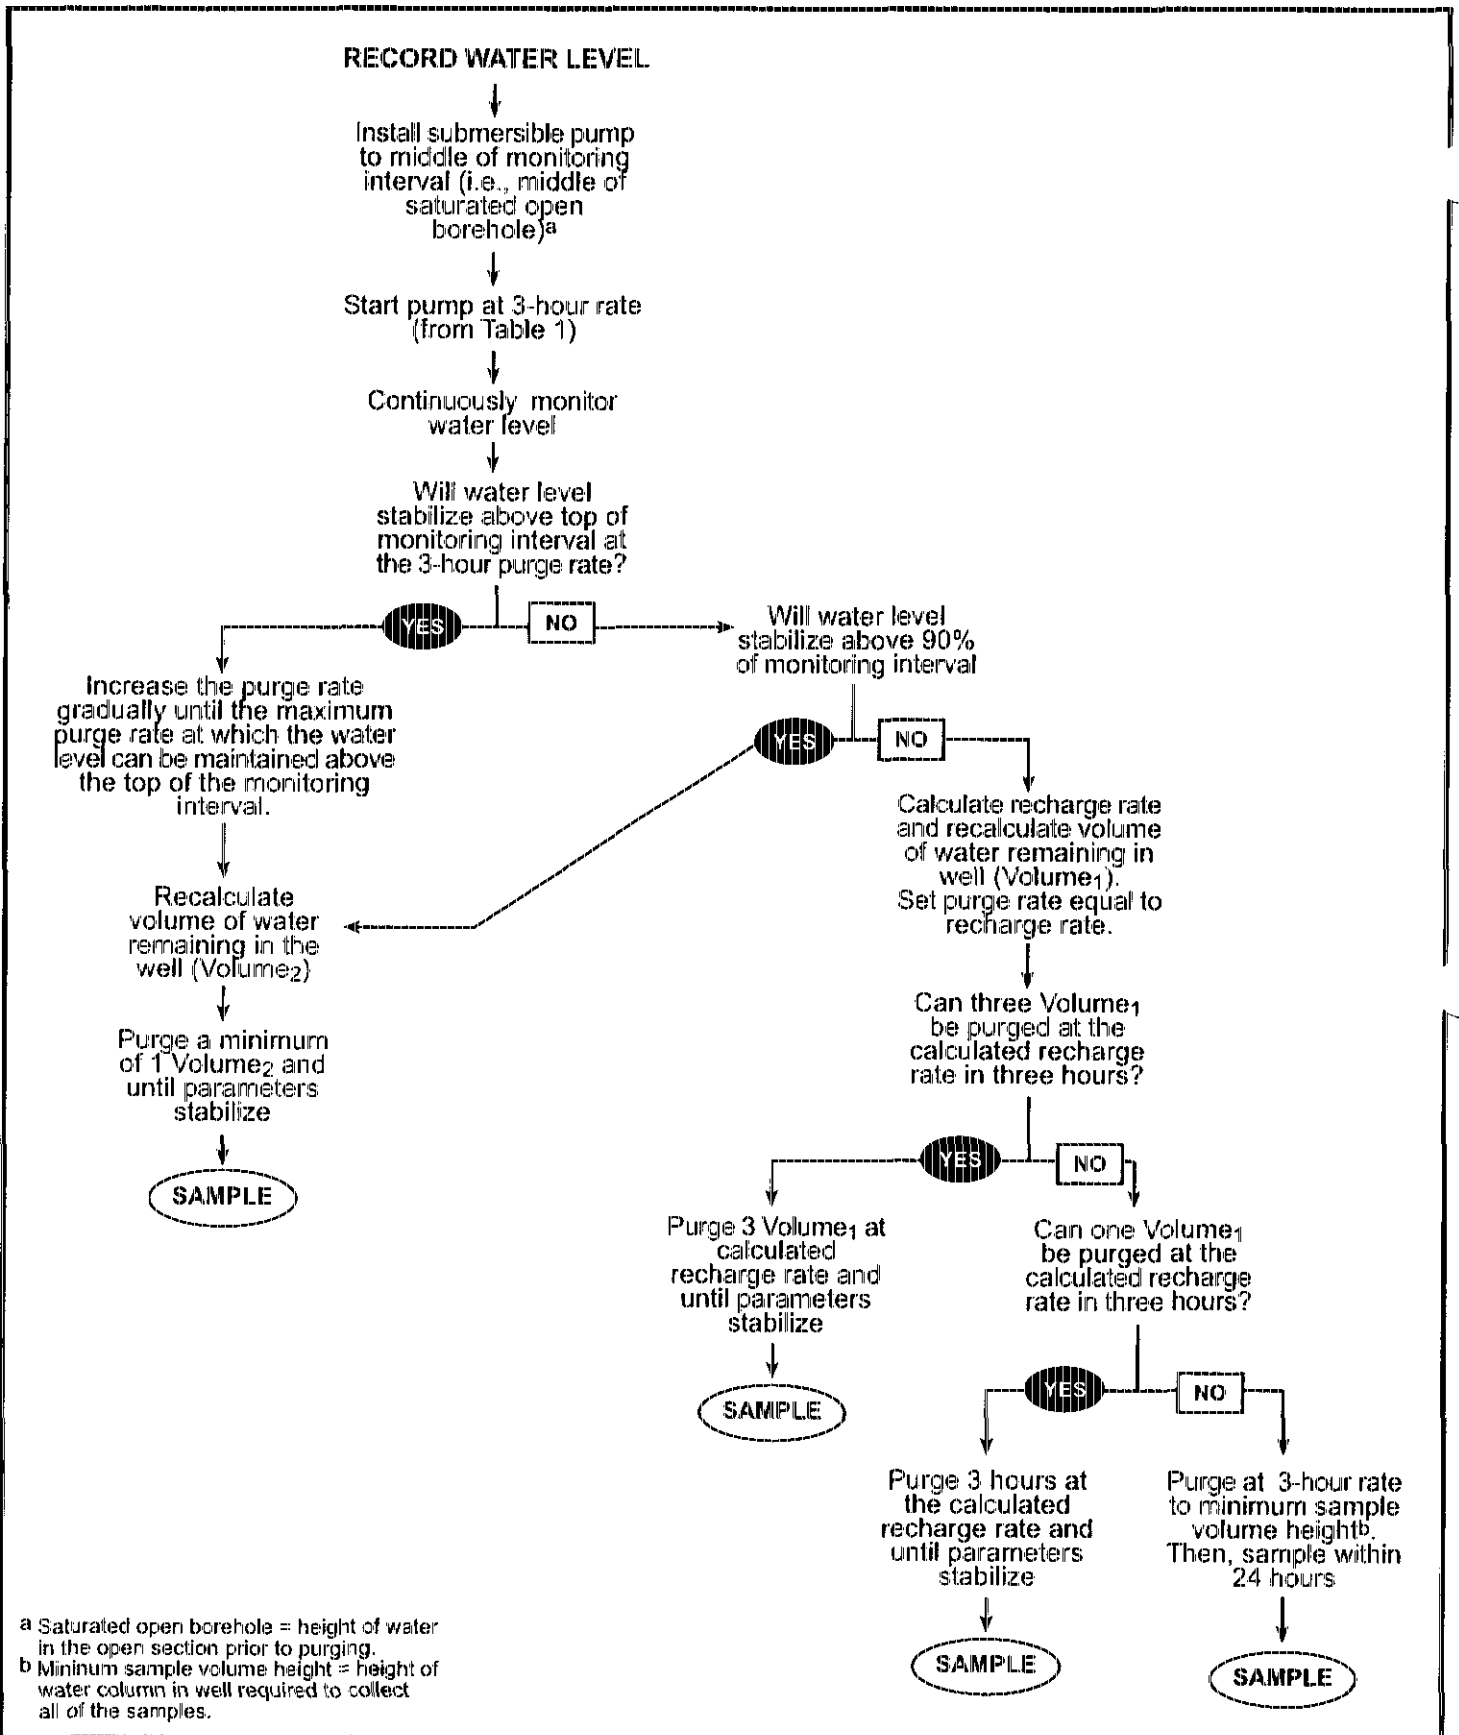 RECORD WATER LEVEL
Install submersible pump
to middle of monitoring
interval (i.e., middle of
saturated open
borehole)a
Start pump at 3-hour rate
(from Table 1)
Continuously monitor
water level
Will water level
stabilize above top of
monitoring interval at
the 3-hour purge rate?
YES
NO
Will water level
stabilize above 90%
of monitoring interval
Increase the purge rate
gradually until the maximum
purge rate at which the water
level can be maintained above
the top of the monitoring
interval.
YES
NO
Calculate recharge rate
and recalculate volume
of water remaining in
well (Volume1).
Set purge rate equal to
recharge rate.
Recalculate
volume of water
remaining in the
well (Volume2)
Can three Volume1
be purged at the
calculated recharge
rate in three hours?
Purge a minimum
of 1 Volume2 and
until parameters
stabilize
SAMPLE
YES
NO
Purge 3 Volume1 at
calculated
recharge rate and
until parameters
stabilize
Can one Volume1
be purged at the
calculated recharge
rate in three hours?
SAMPLE
YES
NO
Purge 3 hours at
the calculated
recharge rate and
until parameters
stabilize
Purge at 3-hour rate
to minimum sample
volume heightb.
Then, sample within
24 hours
SAMPLE
SAMPLE
a Saturated open borehole = height of water
in the open section prior to purging.
b Mininum sample volume height = height of
water column in well required to collect
all of the samples.